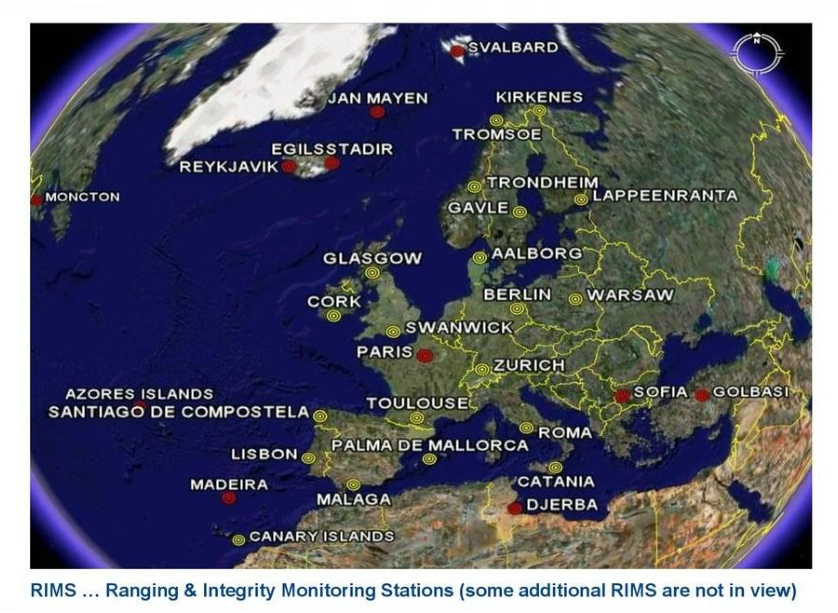 N
SVALBARD
JAN MAYEN
KIRKENES
TROMSOE
EGILSSTADIR
REYKJAVIK
TRONDHEIM
MONCTON
LAPPEENRANTA
GAVLE
AALBORG
GLASGOW
BERLIN
WARSAW
CORK
SWANWICK
PARIS
ZURICH
AZORES ISLANDS
SOFIA
GOLBASI
SANTIAGO DE COMPOSTELA
TOULOUSE
ROMA
PALMA DE MALLORCA
LISBON
CATANIA
MADEIRA
MALAGA
DJERBA
CANARY ISLANDS
RIMS ... Ranging & Integrity Monitoring Stations (some additional RIMS are not in view)